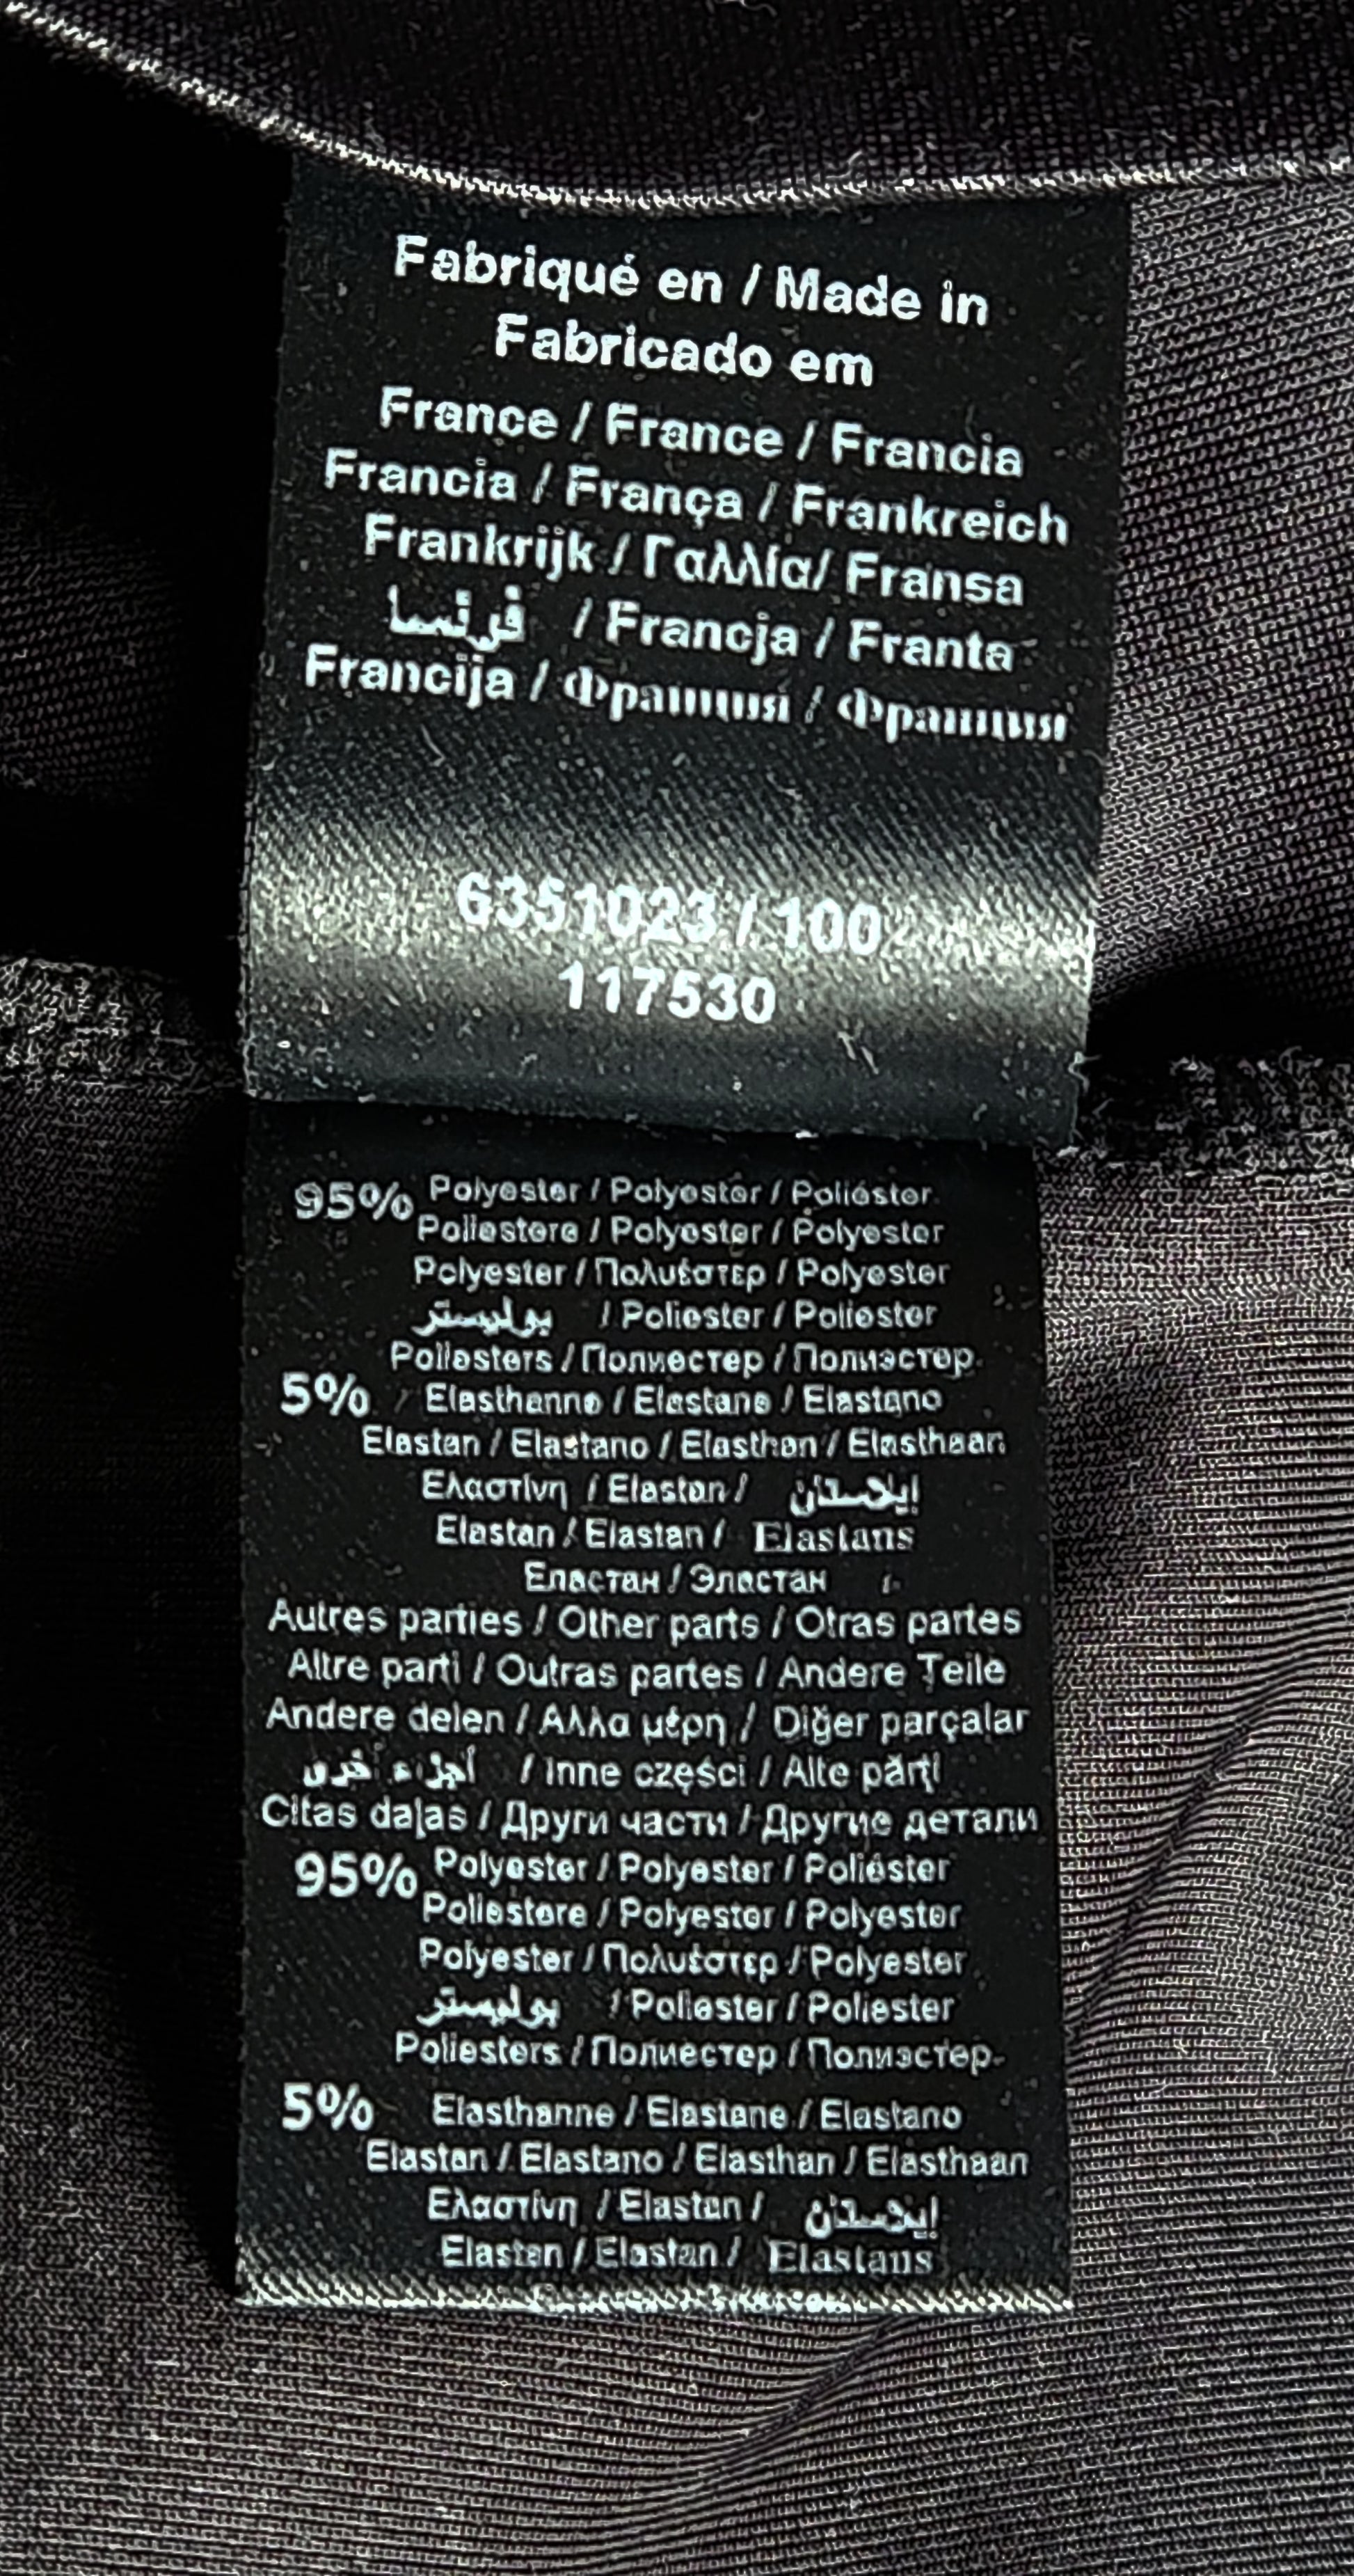 Fabriqué en / Made in
Fabricado em
France / France / Francia
Francia / França / Frankreich
Frankrijk / Γαλλία/ Fransa
فرنسا / Francja / Franta
Francija / Франция / Франция
6351023 / 100
117530
95% Polyester / Polyester / Poliéster
Poliestere / Polyester / Polyester
Polyester / Πολυέστερ / Polyester
بوليستر / Poliester / Poliester
Poliesters / Полиестер / Полиэстер
5% Elasthanne / Elastane / Elastano
Elastan / Elastano / Elasthan / Elasthaan
Ελαστίνη / Elastan / إيلاستان
Elastan / Elastan / Elastans
Еластан / Эластан
Autres parties / Other parts / Otras partes
Altre parti / Outras partes / Andere Teile
Andere delen / Αλλα μέρη / Diğer parçalar
أجزاء أخرى / Inne części / Alte părți
Citas daļas / Други части / Другие детали
95% Polyester / Polyester / Poliéster
Poliestere / Polyester / Polyester
Polyester / Πολυέστερ / Polyester
بوليستر / Poliester / Poliester
Poliesters / Полиестер / Полиэстер
5% Elasthanne / Elastane / Elastano
Elastan / Elastano / Elasthan / Elasthaan
Ελαστίνη / Elastan / إيلاستان
Elastan / Elastan / Elastans